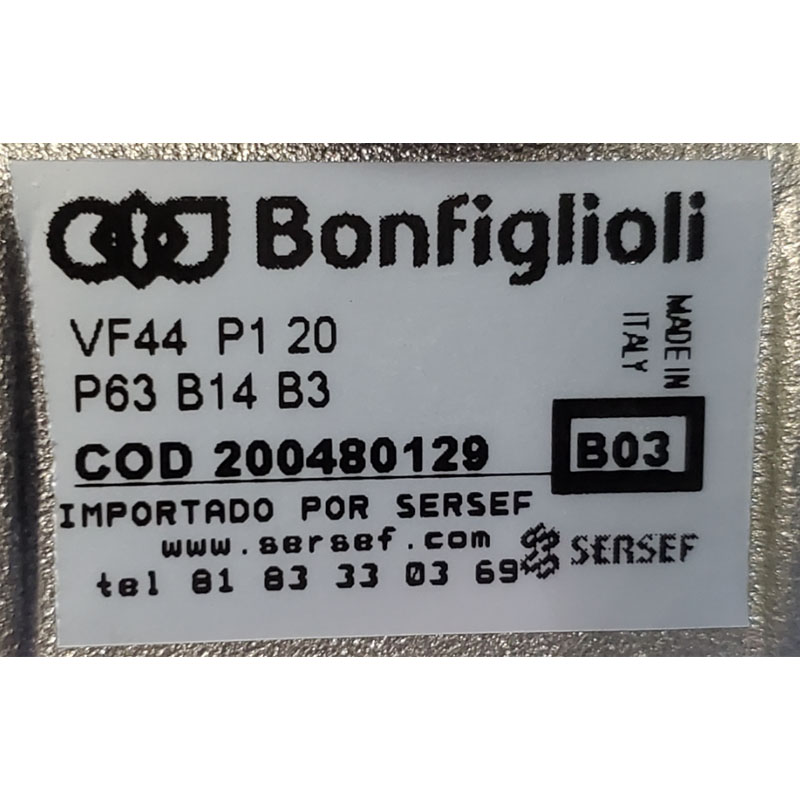 Bonfiglioli
VF44 P1 20
P63 B14 B3
MADE IN
ITALY
COD 200480129
B03
IMPORTADO POR SERSEF
www.sersef.com
SERSEF
tel 81 83 33 03 69